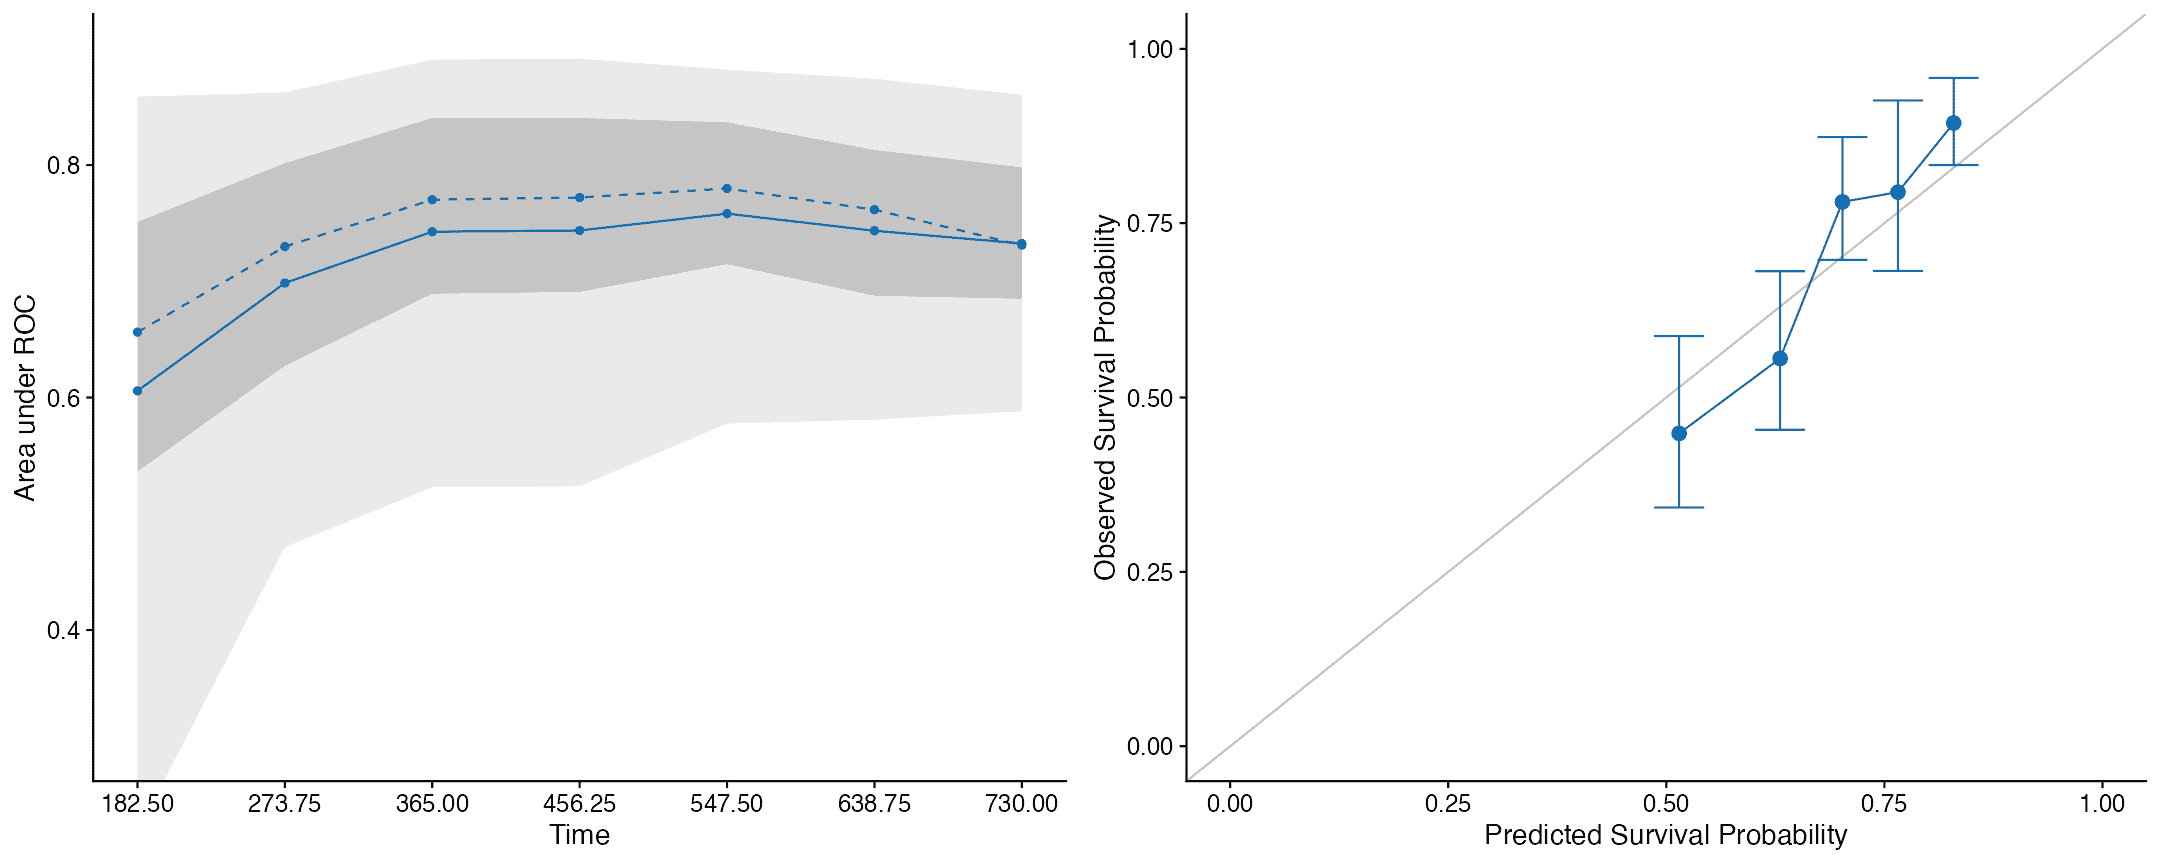 Area under ROC
0.8
0.6
0.4
182.50 273.75 365.00 456.25 547.50 638.75 730.00
Time
Observed Survival Probability
1.00
0.75
0.50
0.25
0.00
0.00 0.25 0.50 0.75 1.00
Predicted Survival Probability